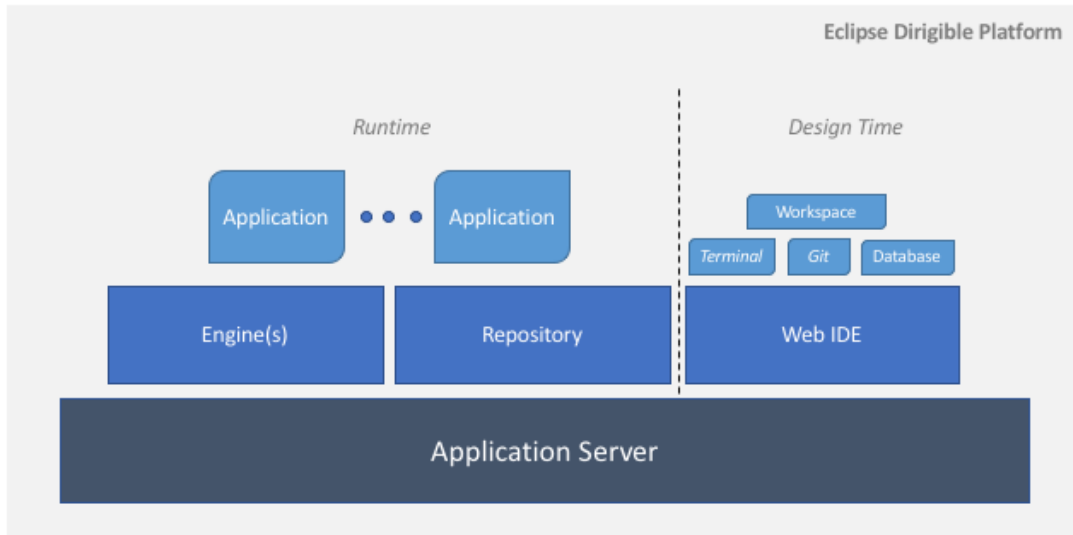 Eclipse Dirigible Platform
Runtime
Design Time
Application
Application
Workspace
Terminal
Git
Database
Engine(s)
Repository
Web IDE
Application Server